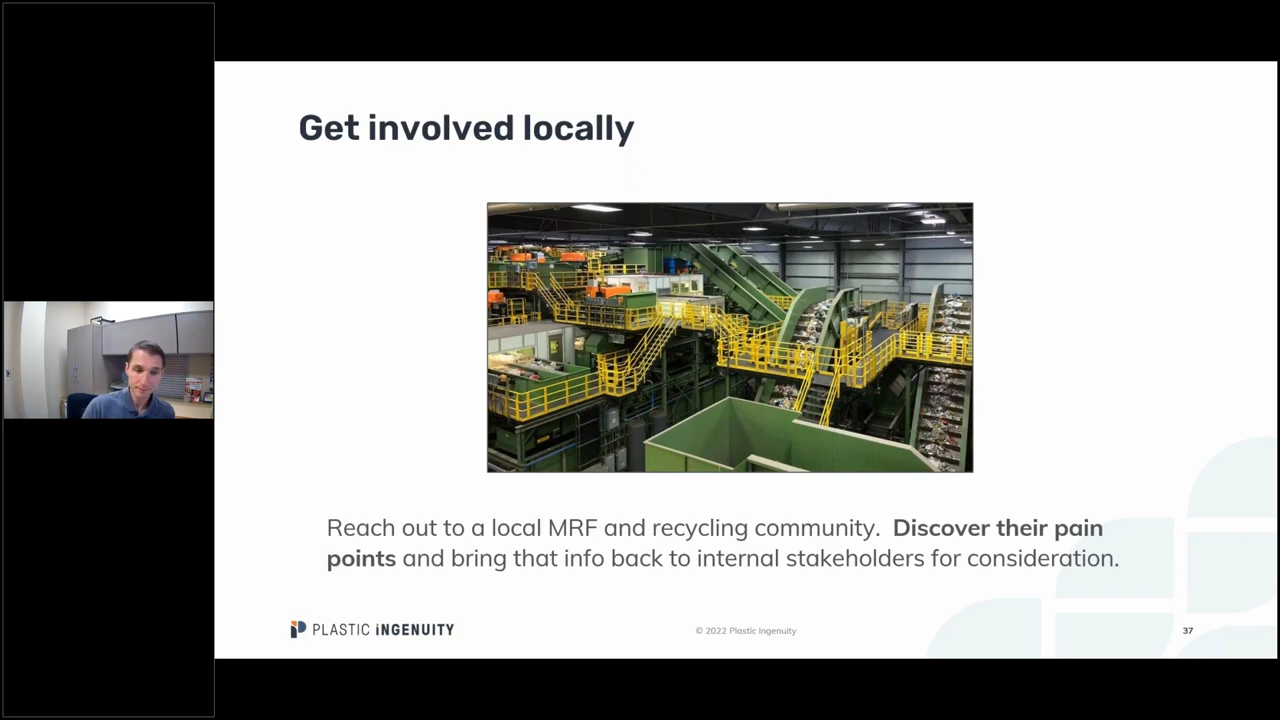 Get involved locally
Reach out to a local MRF and recycling community.  Discover their pain
points and bring that info back to internal stakeholders for consideration.
PLASTIC iNGENUITY
© 2022 Plastic Ingenuity
37